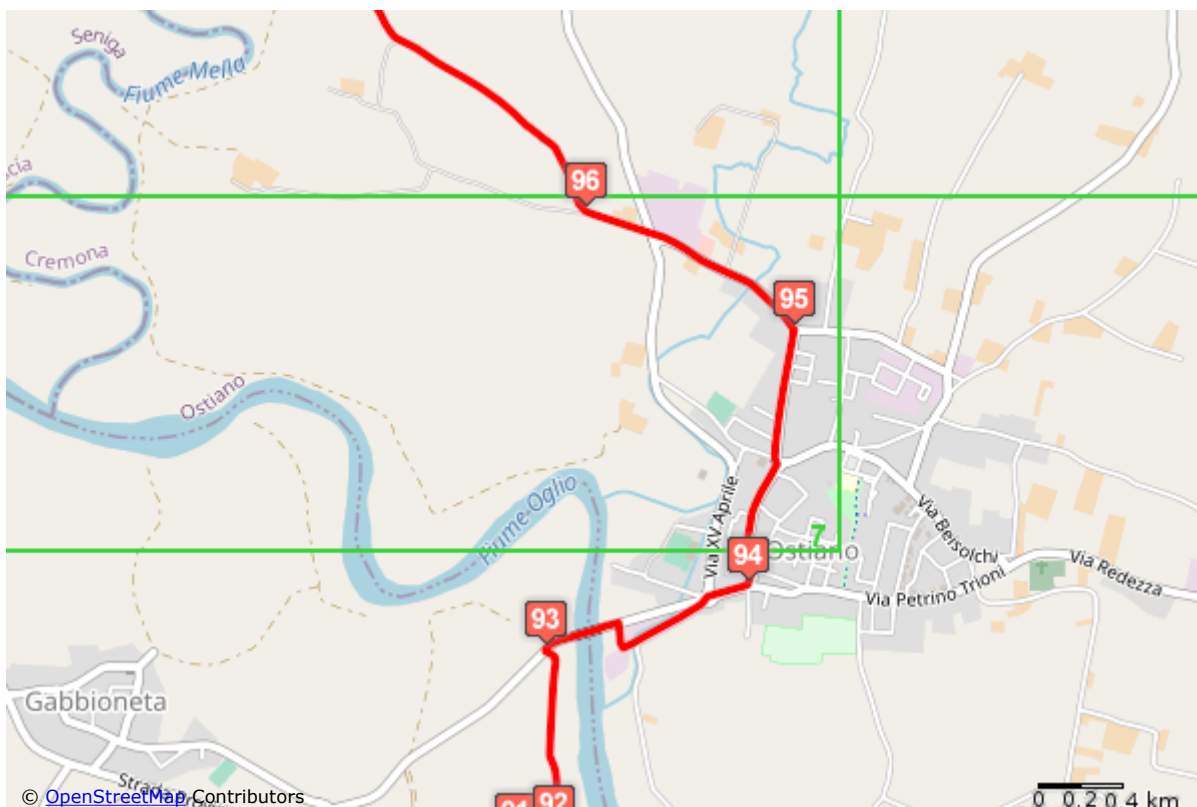 Seniga
Fiume Mella
scia
96
Cremona
95
Ostiano
Fiume Oglio
Via XV Aprile
Via Bersolchi
7
Ostiano
94
Via Redezza
Via Petrino Trioni
93
Gabbioneta
92
© OpenStreetMap Contributors
0 0.2 0.4 km